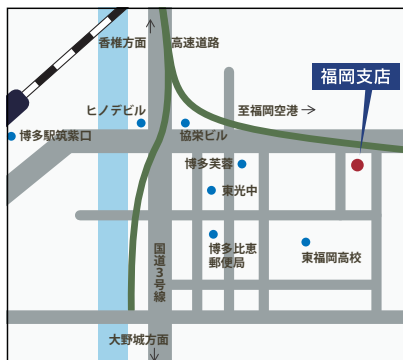 香椎方面
高速道路
福岡支店
ヒノデビル
至福岡空港→
博多駅筑紫口
協栄ビル
博多芙蓉
東光中
国道3号線
博多比恵
郵便局
東福岡高校
大野城方面